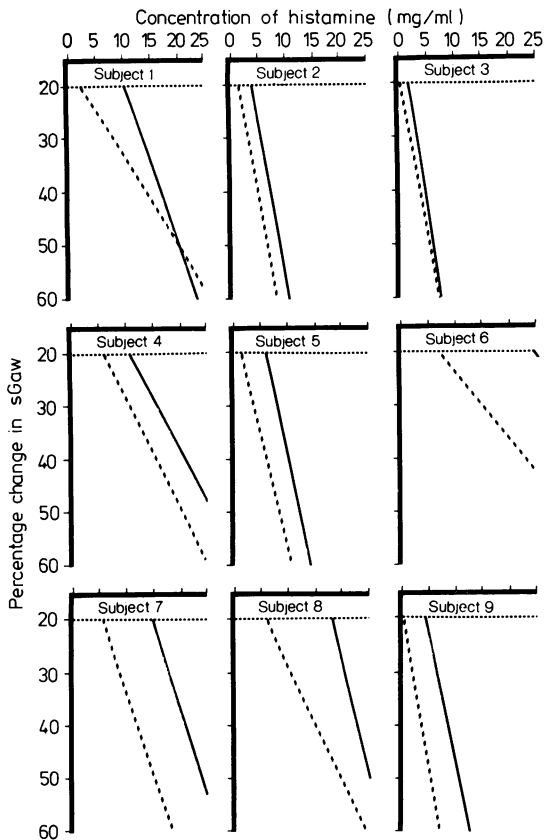 Concentration of histamine (mg/ml)
0 5 10 15 20 25 0 5 10 15 20 25 0 5 10 15 20 25
Subject 1 Subject 2 Subject 3
20
30
40
50
60
Subject 4 Subject 5 Subject 6
20
30
40
50
60
Subject 7 Subject 8 Subject 9
20
30
40
50
60
Percentage change in sGaw